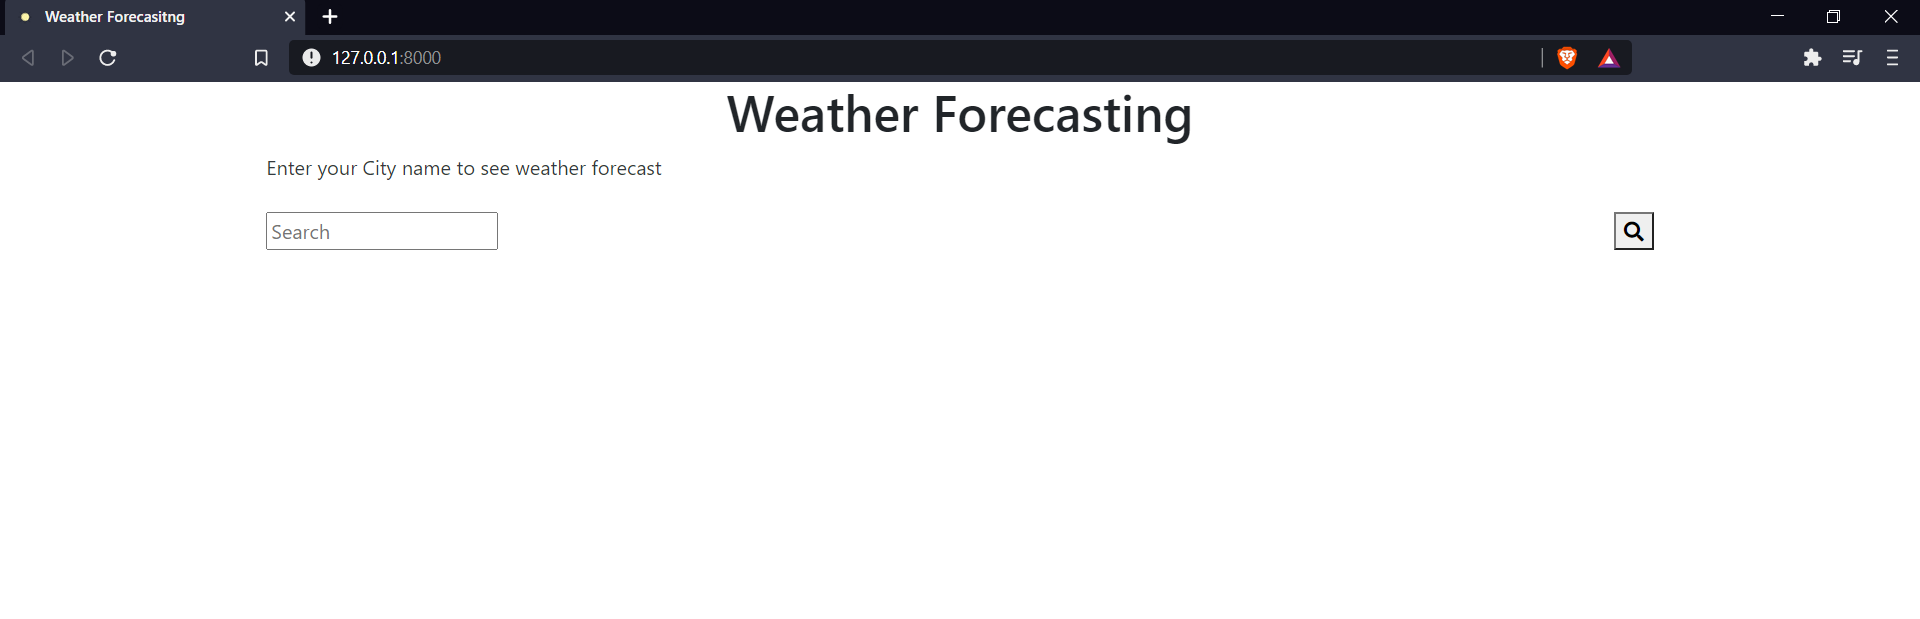 Weather Forecasitng
127.0.0.1:8000
Weather Forecasting
Enter your City name to see weather forecast
Search